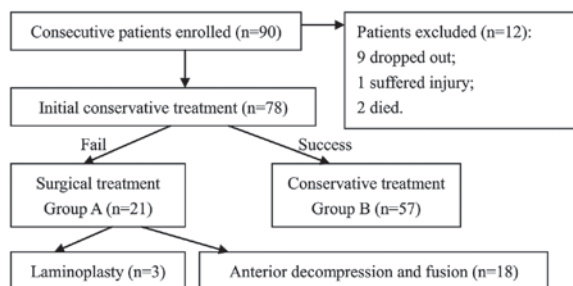 Consecutive patients enrolled (n=90)
Patients excluded (n=12):
9 dropped out;
1 suffered injury;
2 died.
Initial conservative treatment (n=78)
Fail
Success
Surgical treatment
Group A (n=21)
Conservative treatment
Group B (n=57)
Laminoplasty (n=3)
Anterior decompression and fusion (n=18)